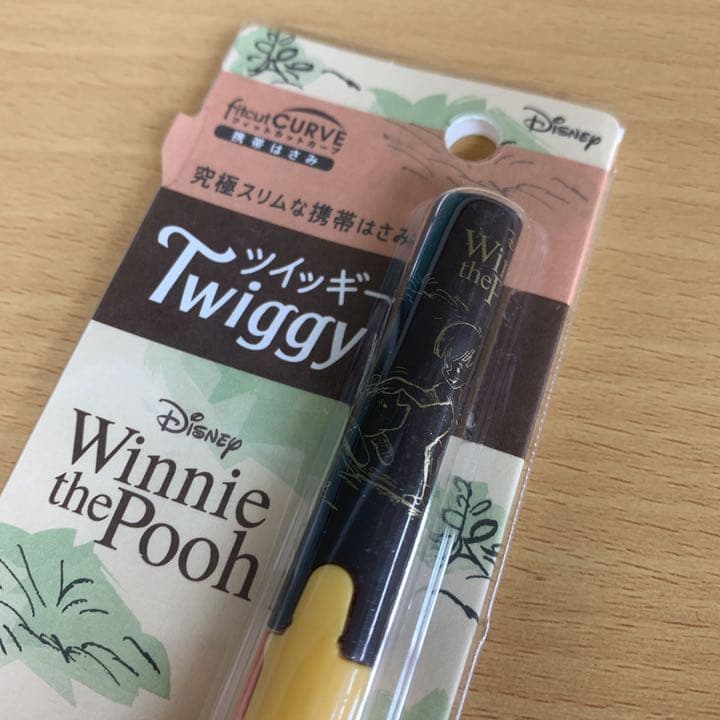 Disney
fitcut CURVE
フィットカットカーブ
携帯はさみ
究極スリムな携帯はさみ
ツイッギー
Twiggy
Winnie
the Pooh
Disney
Winnie
the Pooh